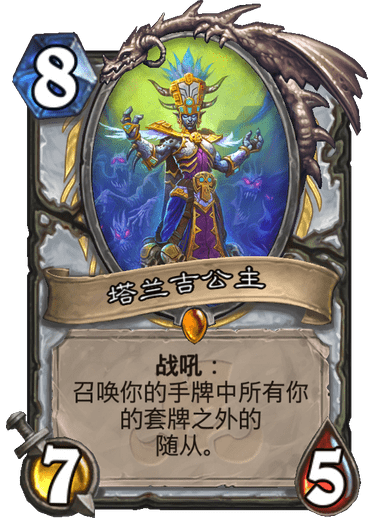 8
塔兰吉公主
战吼：
召唤你的手牌中所有你
的套牌之外的
随从。
7
5